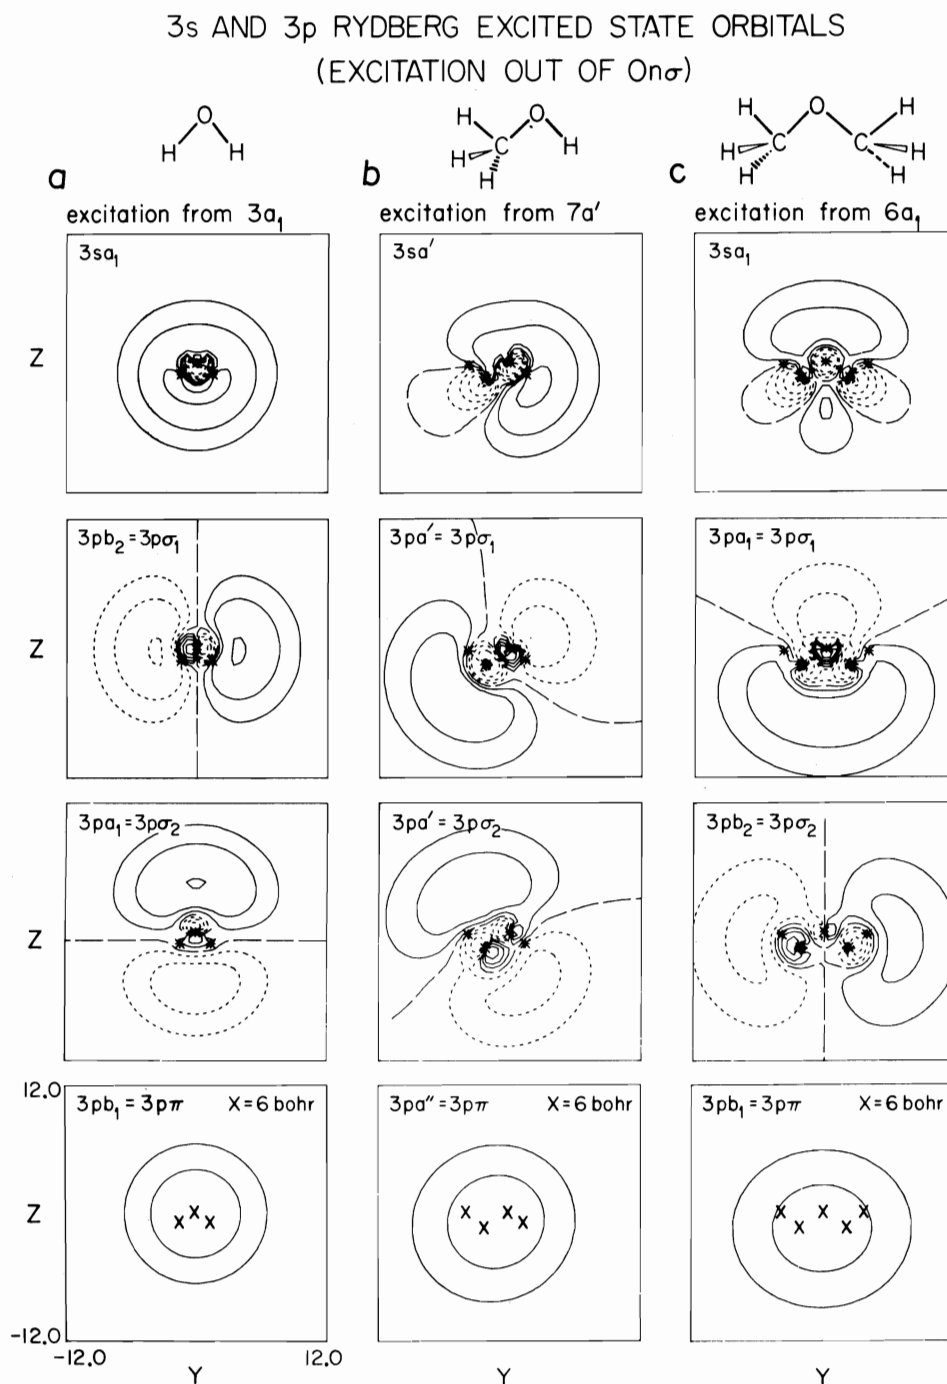 3s AND 3p RYDBERG EXCITED STATE ORBITALS
(EXCITATION OUT OF Onσ)
O
H H
a
H O
C H
H
H
b
H O H
H C C H
H H
c
excitation from 3a₁
excitation from 7a′
excitation from 6a₁
3sa₁
3sa′
3sa₁
Z
3pb₂=3pσ₁
3pa′=3pσ₁
3pa₁=3pσ₁
Z
3pa₁=3pσ₂
3pa′=3pσ₂
3pb₂=3pσ₂
Z
12.0
3pb₁=3pπ X=6 bohr
3pa″=3pπ X=6 bohr
3pb₁=3pπ X=6 bohr
Z
-12.0
-12.0 12.0
Y
Y
Y